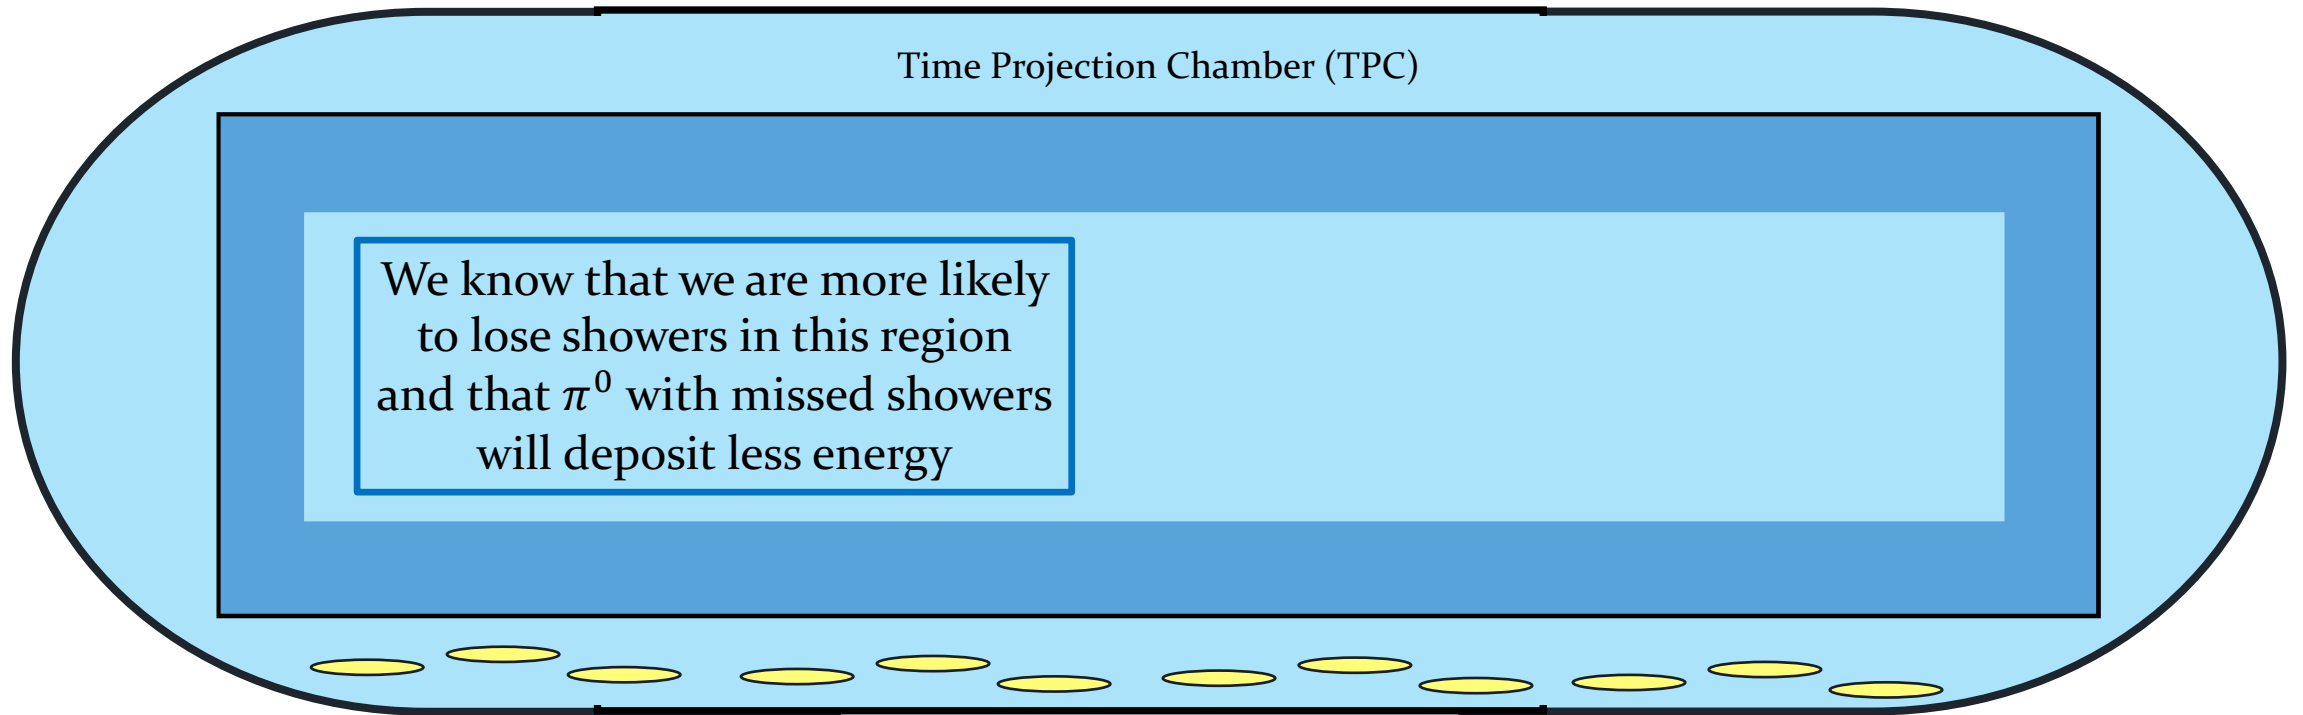 Time Projection Chamber (TPC)
We know that we are more likely
to lose showers in this region
and that π⁰ with missed showers
will deposit less energy